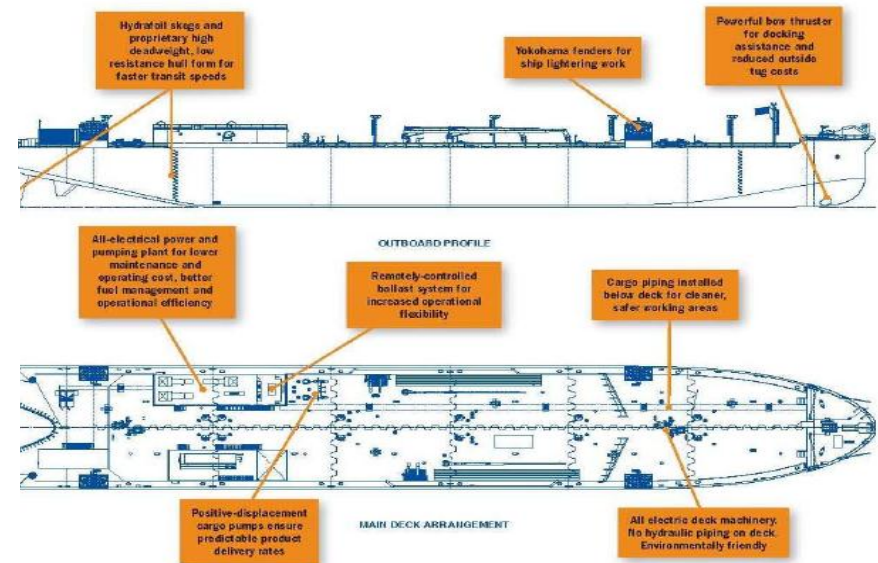 Hydrafoil skegs and
proprietary high
deadweight, low
resistance hull form for
faster transit speeds
Yokohama fenders for
ship lightering work
Powerful bow thruster
for docking
assistance and
reduced outside
tug costs
OUTBOARD PROFILE
All-electrical power and
pumping plant for lower
maintenance and
operating cost, better
fuel management and
operational efficiency
Remotely-controlled
ballast system for
increased operational
flexibility
Cargo piping installed
below deck for cleaner,
safer working areas
Positive-displacement
cargo pumps ensure
predictable product
delivery rates
MAIN DECK ARRANGEMENT
All electric deck machinery.
No hydraulic piping on deck.
Environmentally friendly